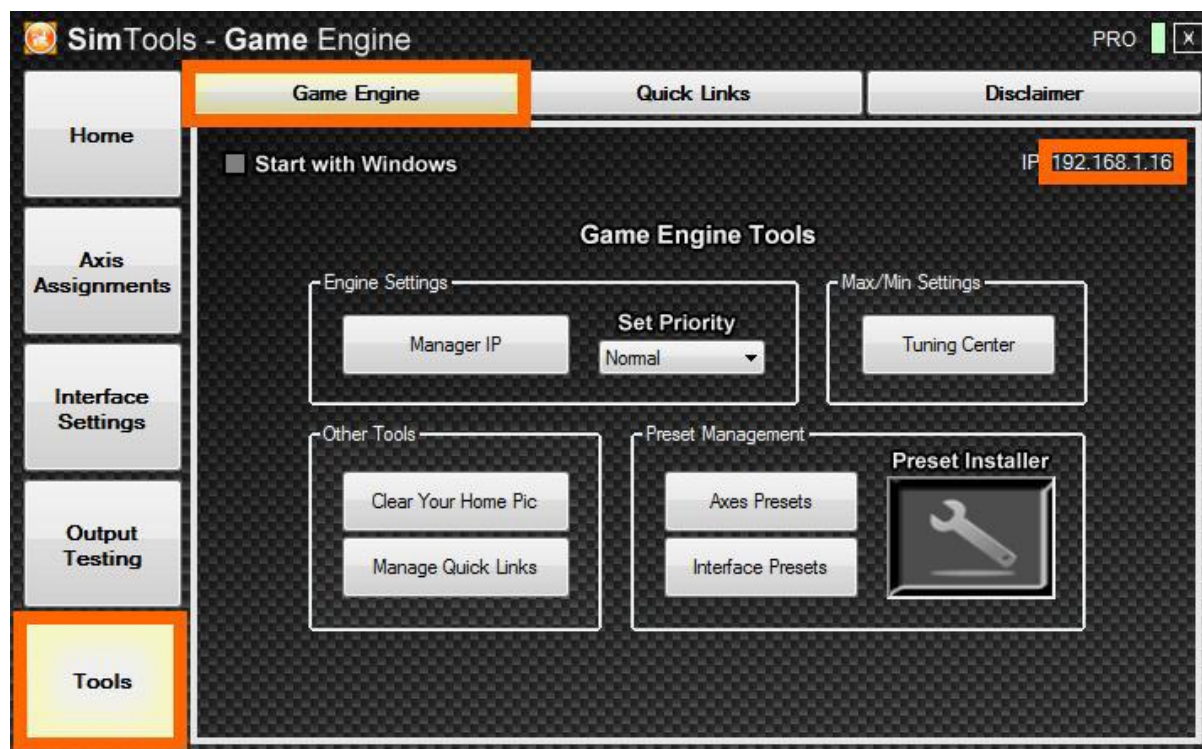 SimTools - Game Engine
PRO
X
Game Engine
Quick Links
Disclaimer
Home
Axis
Assignments
Interface
Settings
Output
Testing
Tools
Start with Windows
IP 192.168.1.16
Game Engine Tools
Engine Settings
Manager IP
Set Priority
Normal
Max/Min Settings
Tuning Center
Other Tools
Clear Your Home Pic
Manage Quick Links
Preset Management
Axes Presets
Interface Presets
Preset Installer